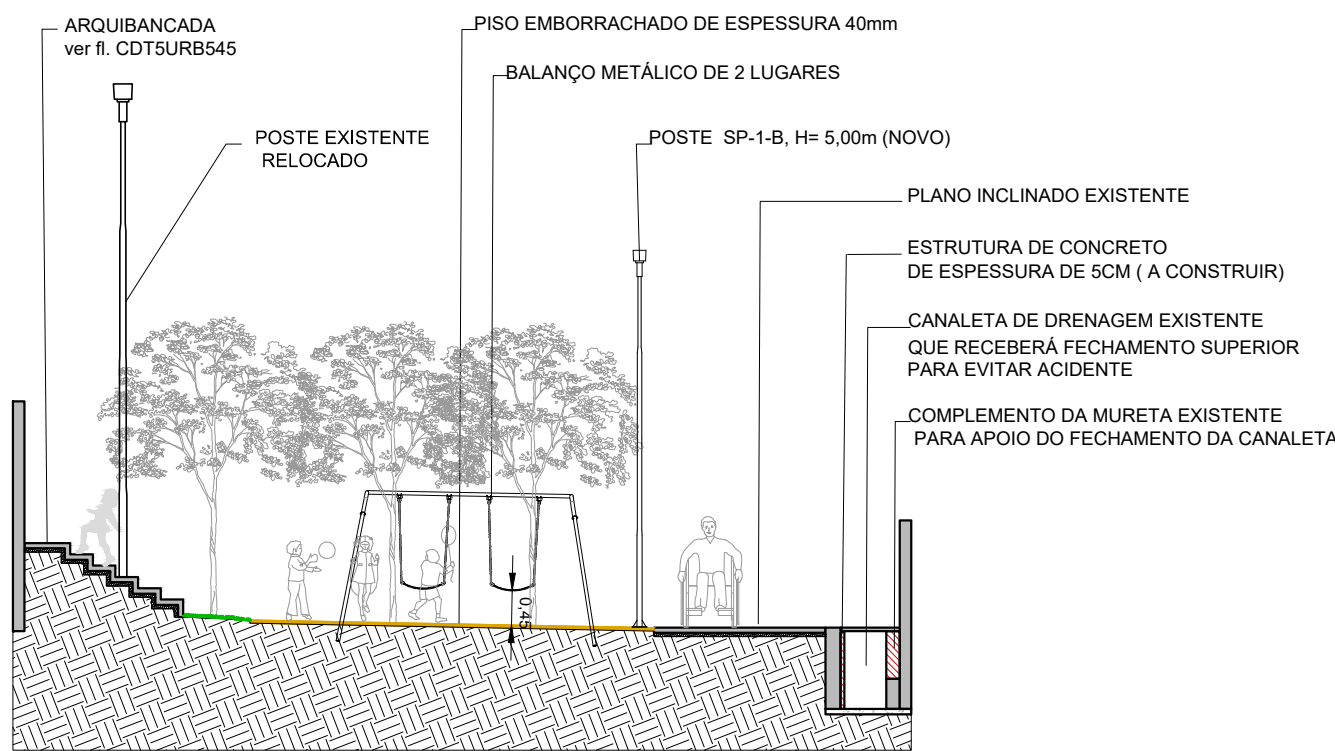 ARQUIBANCADA
ver fl. CDT5URB545
PISO EMBORRACHADO DE ESPESSURA 40mm
BALANÇO METÁLICO DE 2 LUGARES
POSTE EXISTENTE
RELOCADO
POSTE SP-1-B, H= 5,00m (NOVO)
PLANO INCLINADO EXISTENTE
ESTRUTURA DE CONCRETO
DE ESPESSURA DE 5CM ( A CONSTRUIR)
CANALETA DE DRENAGEM EXISTENTE
QUE RECEBERÁ FECHAMENTO SUPERIOR
PARA EVITAR ACIDENTE
COMPLEMENTO DA MURETA EXISTENTE
PARA APOIO DO FECHAMENTO DA CANALETA
0,45